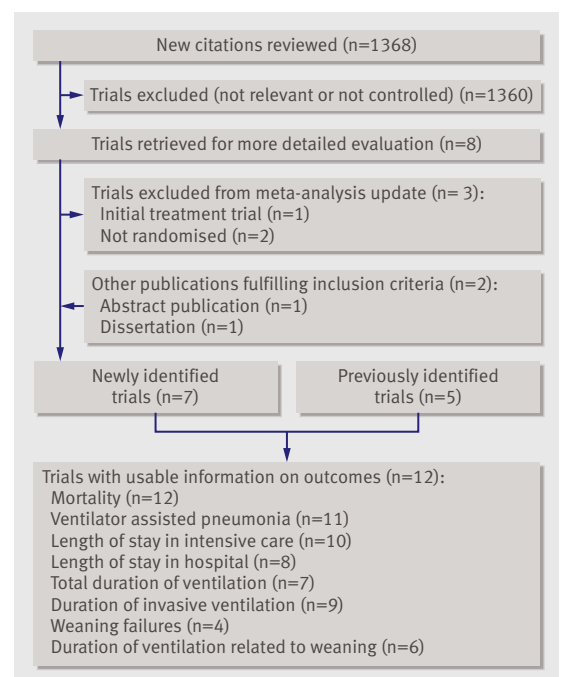 New citations reviewed (n=1368)
Trials excluded (not relevant or not controlled) (n=1360)
Trials retrieved for more detailed evaluation (n=8)
Trials excluded from meta-analysis update (n= 3):
Initial treatment trial (n=1)
Not randomised (n=2)
Other publications fulfilling inclusion criteria (n=2):
Abstract publication (n=1)
Dissertation (n=1)
Newly identified
trials (n=7)
Previously identified
trials (n=5)
Trials with usable information on outcomes (n=12):
Mortality (n=12)
Ventilator assisted pneumonia (n=11)
Length of stay in intensive care (n=10)
Length of stay in hospital (n=8)
Total duration of ventilation (n=7)
Duration of invasive ventilation (n=9)
Weaning failures (n=4)
Duration of ventilation related to weaning (n=6)